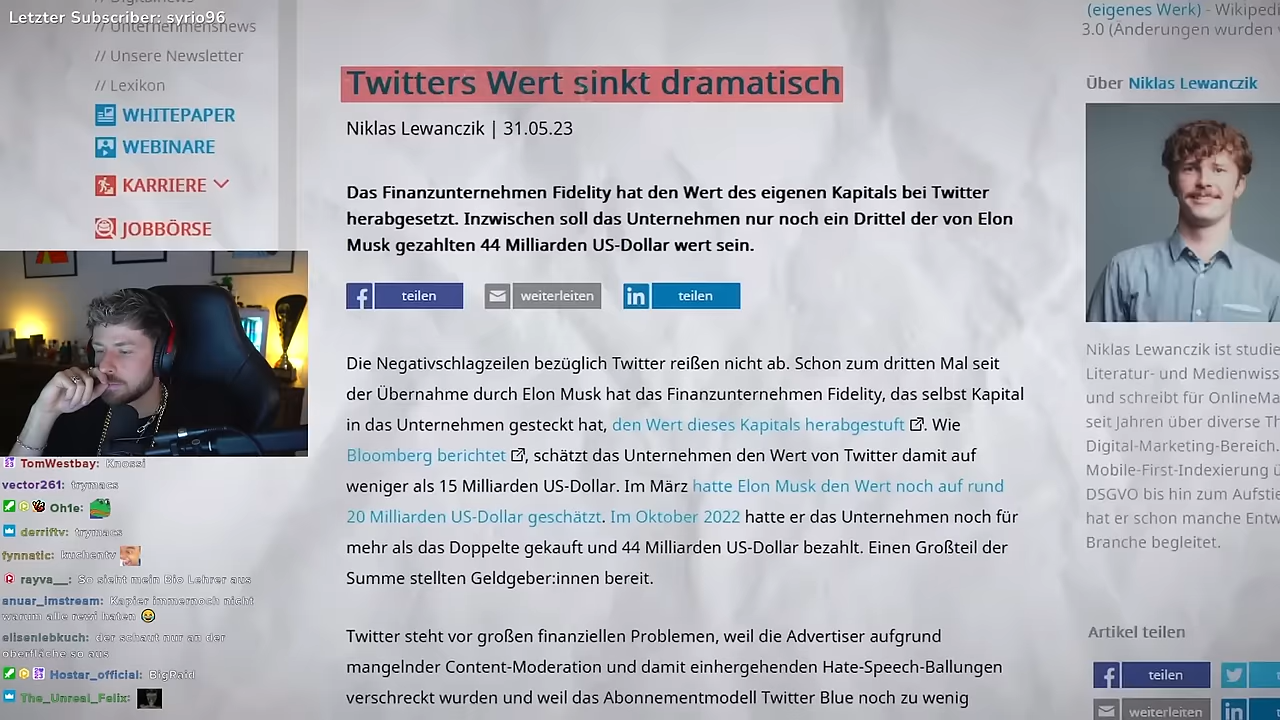 Letzter Subscriber: syrio96
// Digitalnews
// Unternehmensnews
// Unsere Newsletter
// Lexikon
WHITEPAPER
WEBINARE
KARRIERE
JOBBÖRSE
Twitters Wert sinkt dramatisch
Niklas Lewanczik | 31.05.23
Das Finanzunternehmen Fidelity hat den Wert des eigenen Kapitals bei Twitter
herabgesetzt. Inzwischen soll das Unternehmen nur noch ein Drittel der von Elon
Musk gezahlten 44 Milliarden US-Dollar wert sein.
teilen
weiterleiten
in teilen
Die Negativschlagzeilen bezüglich Twitter reißen nicht ab. Schon zum dritten Mal seit
der Übernahme durch Elon Musk hat das Finanzunternehmen Fidelity, das selbst Kapital
in das Unternehmen gesteckt hat, den Wert dieses Kapitals herabgestuft. Wie
Bloomberg berichtet, schätzt das Unternehmen den Wert von Twitter damit auf
weniger als 15 Milliarden US-Dollar. Im März hatte Elon Musk den Wert noch auf rund
20 Milliarden US-Dollar geschätzt. Im Oktober 2022 hatte er das Unternehmen noch für
mehr als das Doppelte gekauft und 44 Milliarden US-Dollar bezahlt. Einen Großteil der
Summe stellten Geldgeber:innen bereit.
Twitter steht vor großen finanziellen Problemen, weil die Advertiser aufgrund
mangelnder Content-Moderation und damit einhergehenden Hate-Speech-Ballungen
verschreckt wurden und weil das Abonnementmodell Twitter Blue noch zu wenig
(eigenes Werk) - Wikiped
3.0 (Änderungen wurden v
Über Niklas Lewanczik
Niklas Lewanczik ist studie
Literatur- und Medienwiss
und schreibt für OnlineMa
seit Jahren über diverse Th
Digital-Marketing-Bereich.
Mobile-First-Indexierung ü
DSGVO bis hin zum Aufstie
hat er schon manche Entw
Branche begleitet.
Artikel teilen
teilen
weiterleiten
in
TomWestbay: Knossi
vector261: trymacs
Oh1e:
derriftv: trymacs
fynnatic: kuchentv
rayva__: So sieht mein Bio Lehrer aus
anuar_imstream: Kapier immernoch nicht
warum alle rewi haten
elisenlebkuch: der schaut nur an der
oberfläche so aus
Hostar_official: BigRaid
The_Unreal_Felix: